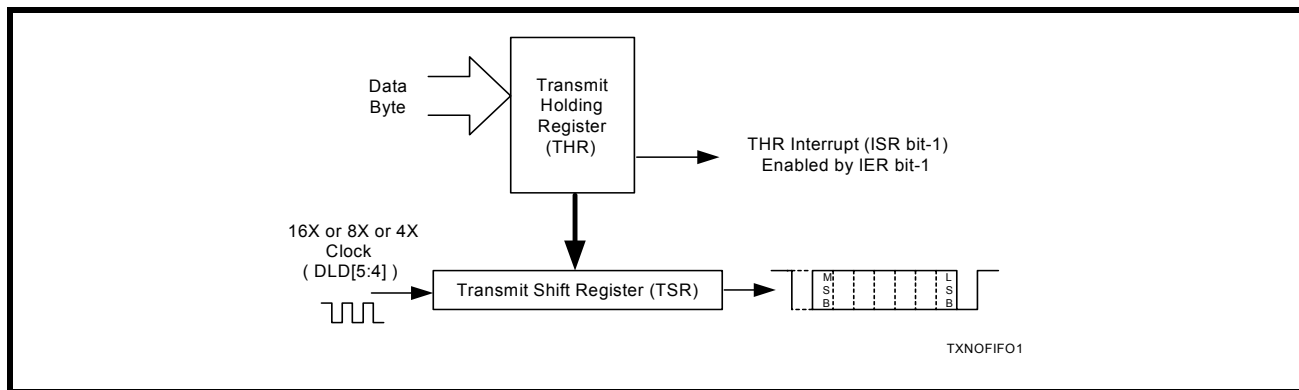 Data
Byte
Transmit
Holding
Register
(THR)
THR Interrupt (ISR bit-1)
Enabled by IER bit-1
16X or 8X or 4X
Clock
( DLD[5:4] )
Transmit Shift Register (TSR)
M
S
B
L
S
B
TXNOFIFO1